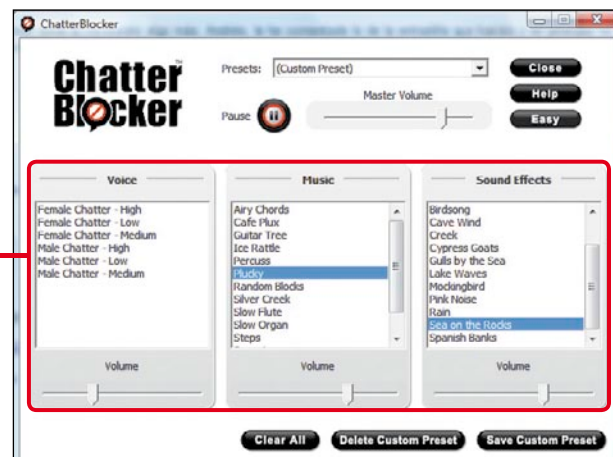 ChatterBlocker
Chatter
Blocker
Presets: (Custom Preset)
Close
Master Volume
Help
Pause
Easy
Voice
Female Chatter - High
Female Chatter - Low
Female Chatter - Medium
Male Chatter - High
Male Chatter - Low
Male Chatter - Medium
Volume
Music
Airy Chords
Cafe Plux
Guitar Tree
Ice Rattle
Percuss
Plucky
Random Blocks
Silver Creek
Slow Flute
Slow Organ
Steps
Volume
Sound Effects
Birdsong
Cave Wind
Creek
Cypress Goats
Gulls by the Sea
Lake Waves
Mockingbird
Pink Noise
Rain
Sea on the Rocks
Spanish Banks
Volume
Clear All
Delete Custom Preset
Save Custom Preset